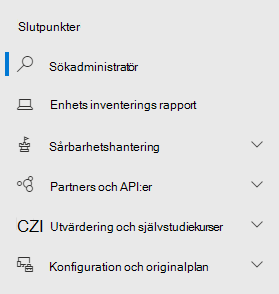 Slutpunkter
Sökadministratör
Enhets inventerings rapport
Sårbarhetshantering
Partners och API:er
CZI Utvärdering och självstudiekurser
Konfiguration och originalplan